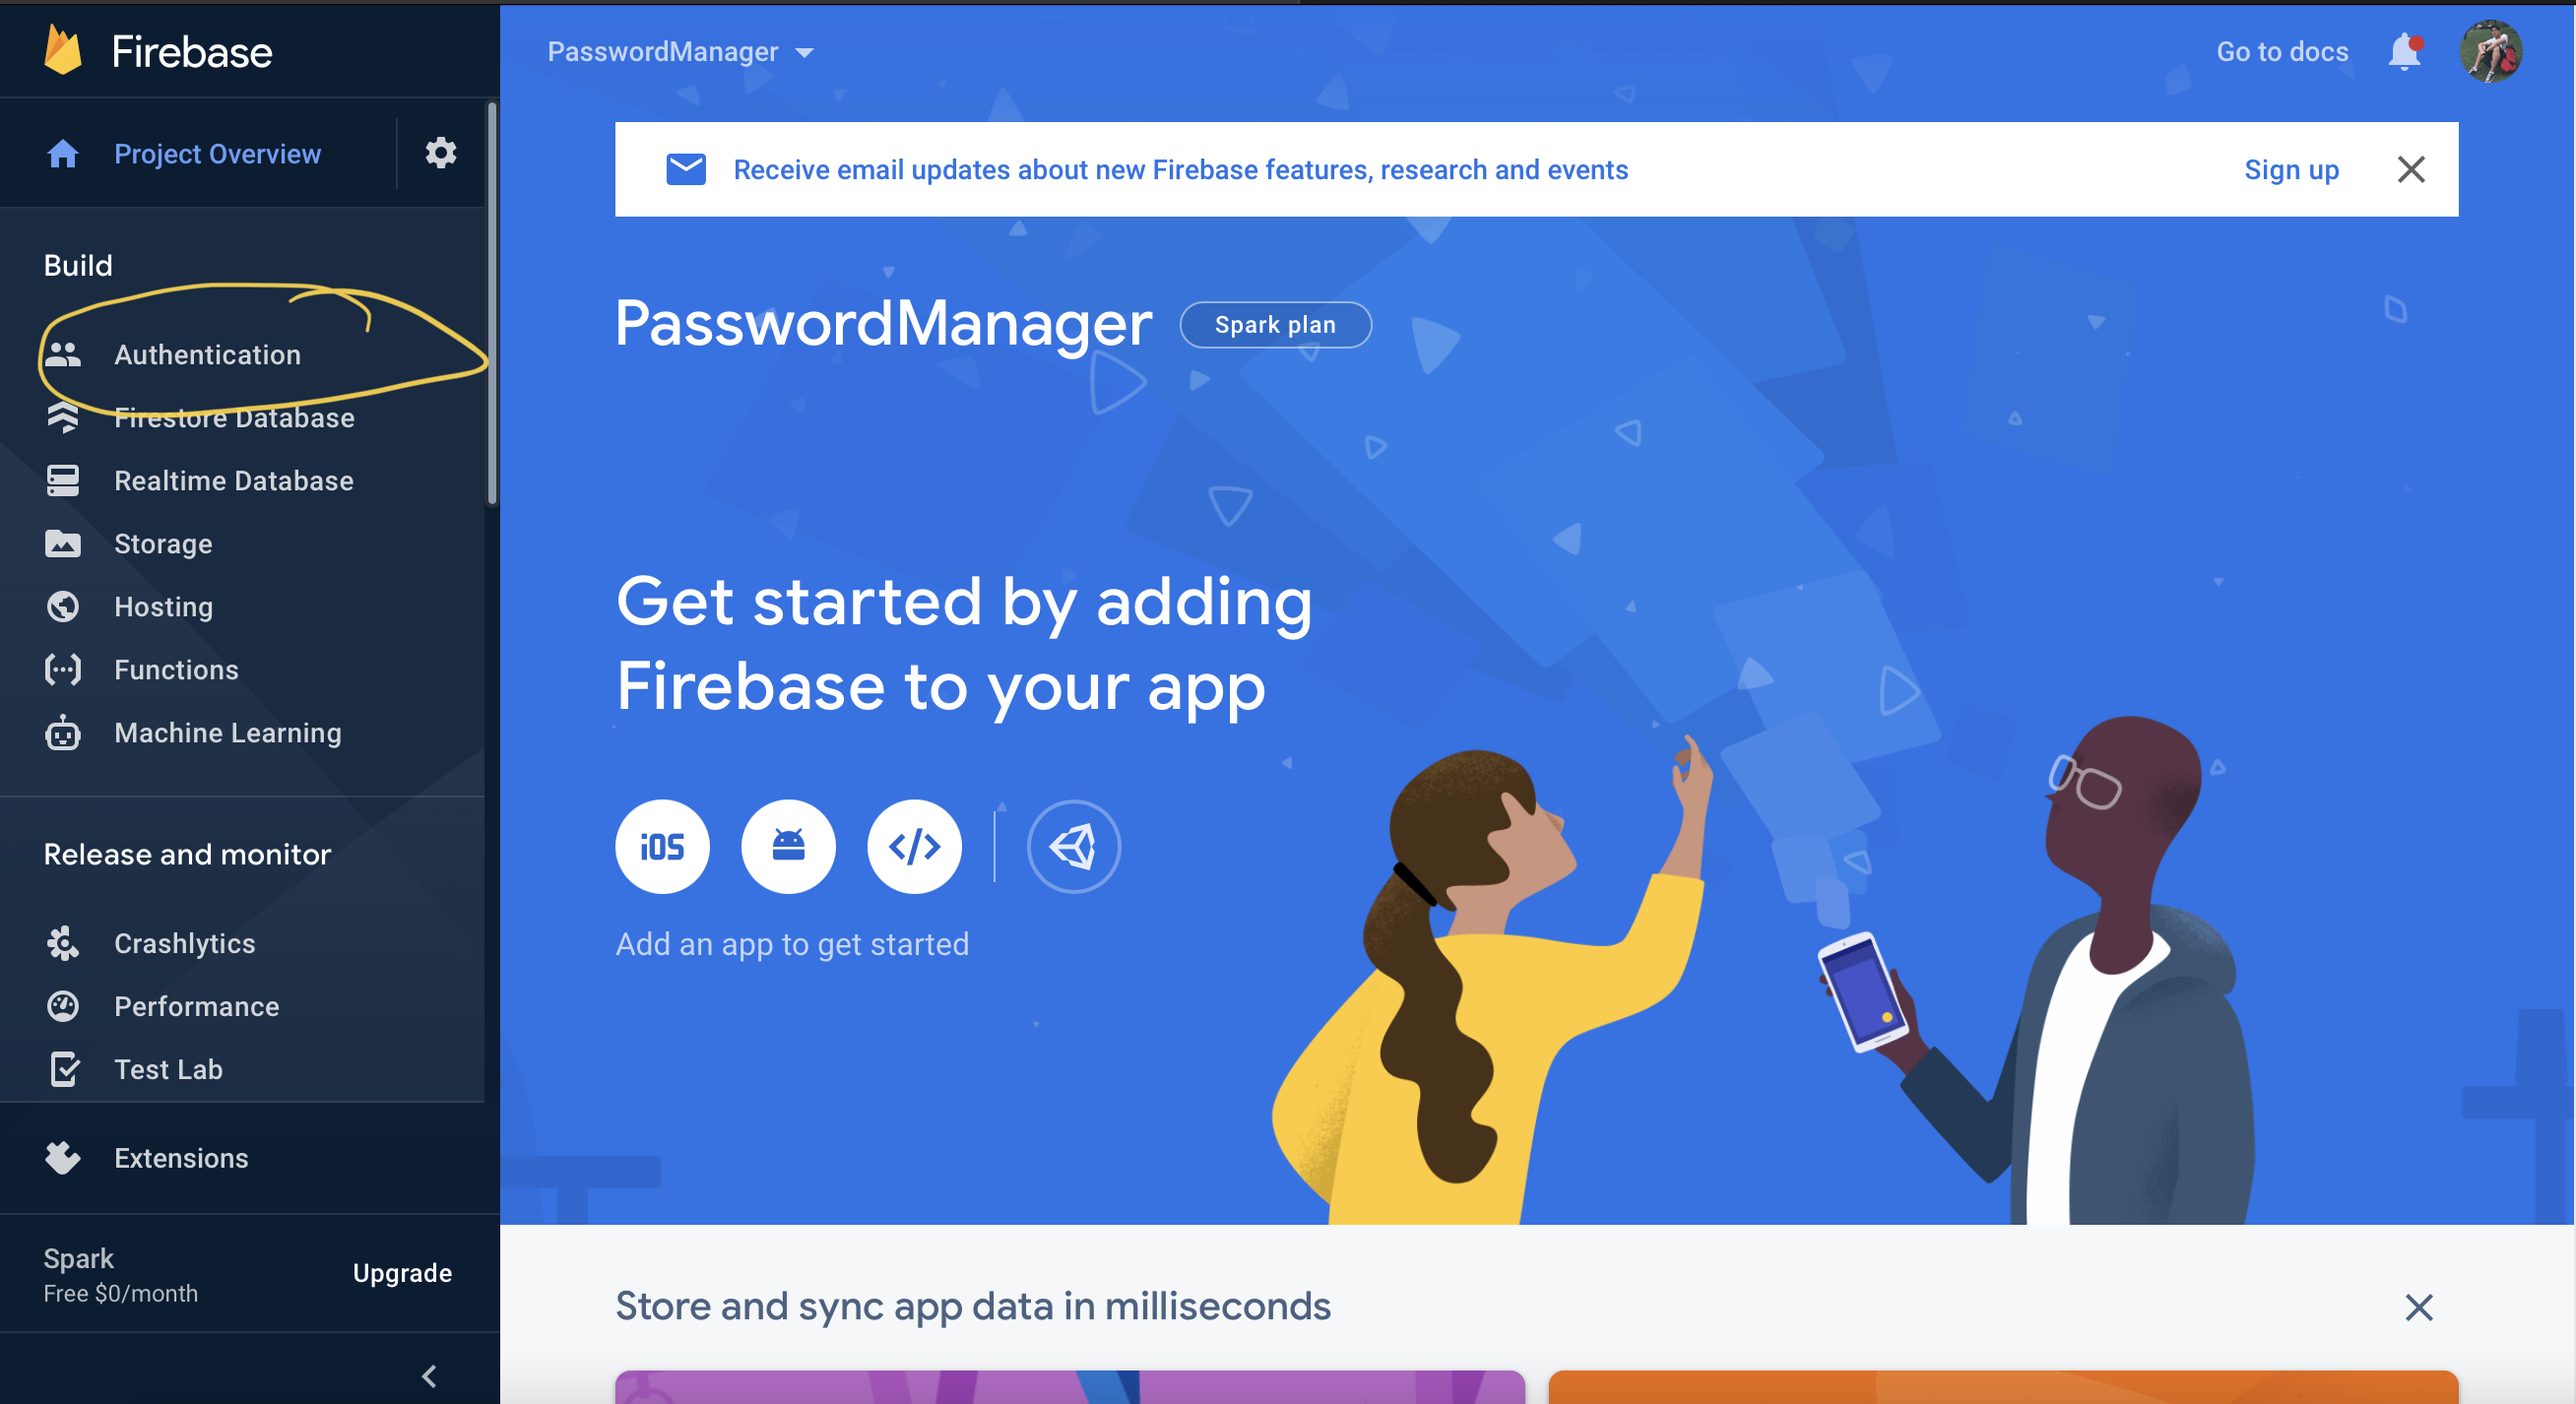 Firebase
Project Overview
Build
Authentication
Firestore Database
Realtime Database
Storage
Hosting
Functions
Machine Learning
Release and monitor
Crashlytics
Performance
Test Lab
Extensions
Spark
Free $0/month
Upgrade
PasswordManager
Go to docs
Receive email updates about new Firebase features, research and events
Sign up
PasswordManager
Spark plan
Get started by adding
Firebase to your app
iOS
Add an app to get started
Store and sync app data in milliseconds